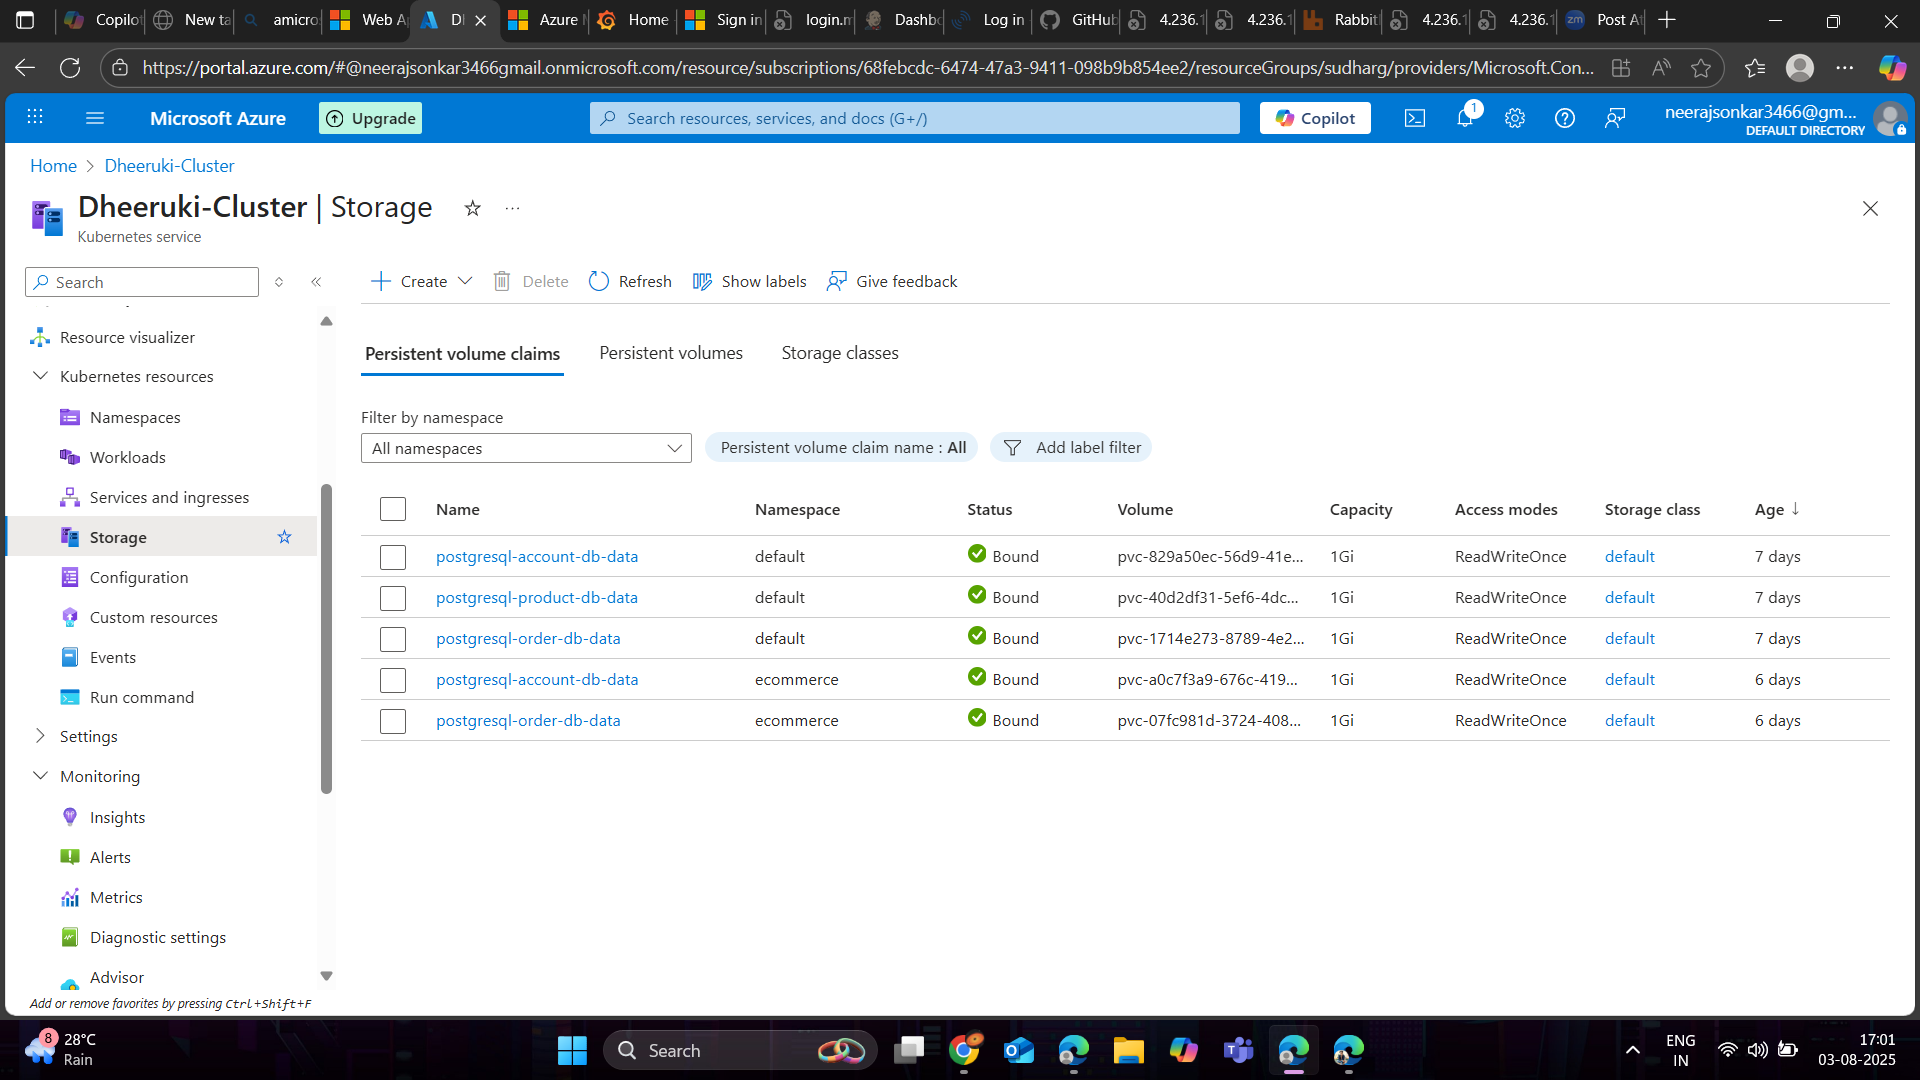 Copilot
New ta
amicros
Web A
D
Azure M
Home
Sign in
login.m
Dashbo
Log in
GitHub
4.236.1
4.236.1
Rabbit
4.236.1
4.236.1
zm
Post At
https://portal.azure.com/#@neerajsonkar3466gmail.onmicrosoft.com/resource/subscriptions/68febcdc-6474-47a3-9411-098b9b854ee2/resourceGroups/sudharg/providers/Microsoft.Con...
Microsoft Azure
Upgrade
Search resources, services, and docs (G+/)
Copilot
1
neerajsonkar3466@gm...
DEFAULT DIRECTORY
Home > Dheeruki-Cluster
Dheeruki-Cluster | Storage
Kubernetes service
Search
Create
Delete
Refresh
Show labels
Give feedback
Resource visualizer
Kubernetes resources
Namespaces
Workloads
Services and ingresses
Storage
Configuration
Custom resources
Events
Run command
Settings
Monitoring
Insights
Alerts
Metrics
Diagnostic settings
Advisor
Add or remove favorites by pressing Ctrl+Shift+F
Persistent volume claims
Persistent volumes
Storage classes
Filter by namespace
All namespaces
Persistent volume claim name : All
Add label filter
Name Namespace Status Volume Capacity Access modes Storage class Age ↓
postgresql-account-db-data default Bound pvc-829a50ec-56d9-41e... 1Gi ReadWriteOnce default 7 days
postgresql-product-db-data default Bound pvc-40d2df31-5ef6-4dc... 1Gi ReadWriteOnce default 7 days
postgresql-order-db-data default Bound pvc-1714e273-8789-4e2... 1Gi ReadWriteOnce default 7 days
postgresql-account-db-data ecommerce Bound pvc-a0c7f3a9-676c-419... 1Gi ReadWriteOnce default 6 days
postgresql-order-db-data ecommerce Bound pvc-07fc981d-3724-408... 1Gi ReadWriteOnce default 6 days
8
28°C
Rain
Search
ENG
IN
17:01
03-08-2025